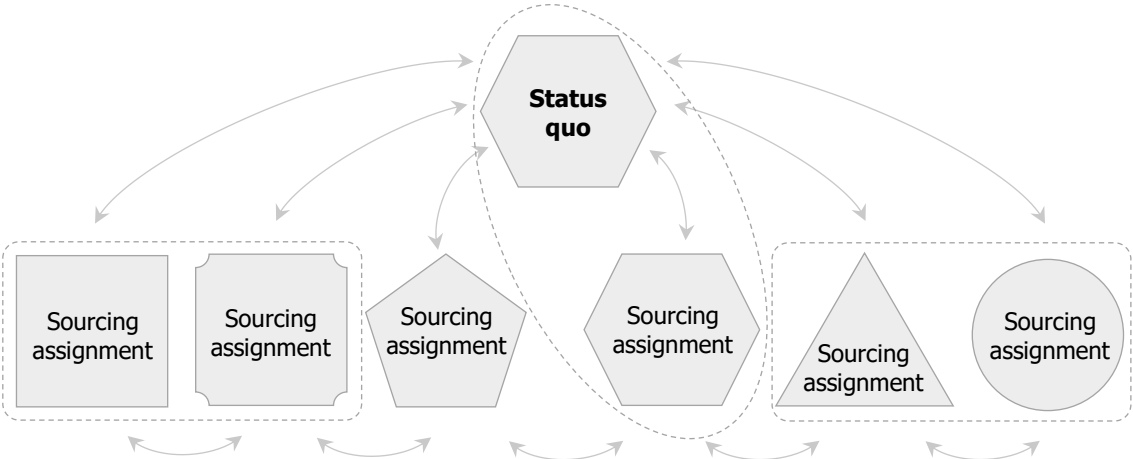 Status
quo
Sourcing
assignment
Sourcing
assignment
Sourcing
assignment
Sourcing
assignment
Sourcing
assignment
Sourcing
assignment